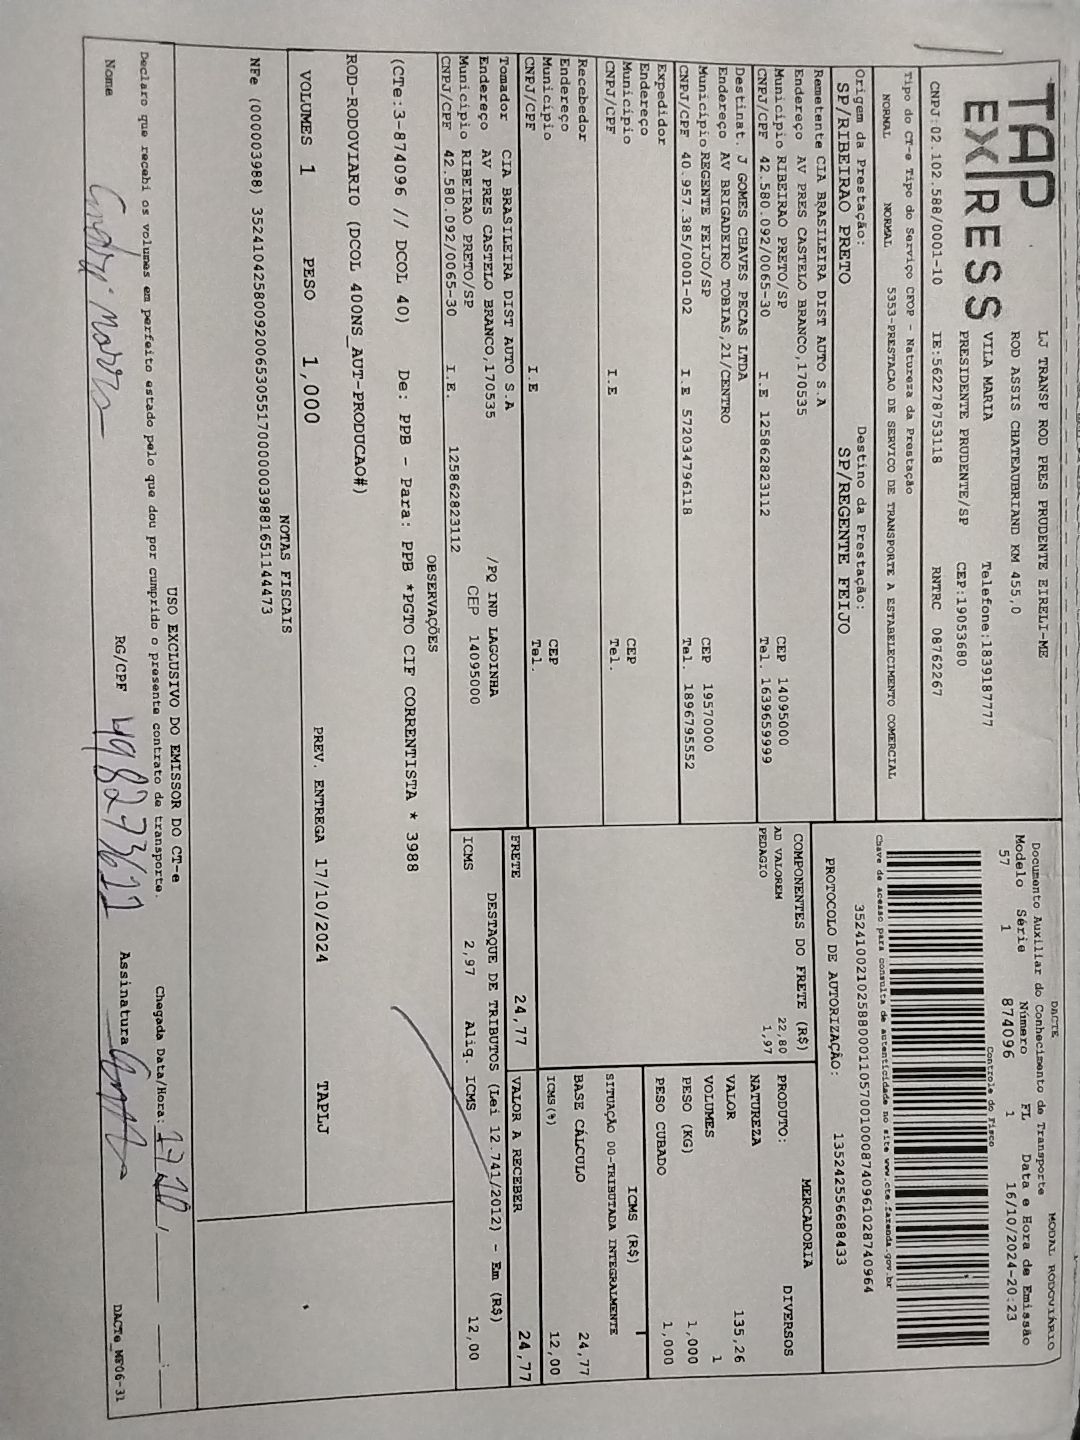 TAP EXPRESS
LJ TRANSP ROD PRES PRUDENTE EIRELI-ME
ROD ASSIS CHATEAUBRIAND KM 455,0
VILA MARIA Telefone:1839187777
PRESIDENTE PRUDENTE/SP CEP:19053680
CNPJ:02.102.588/0001-10 IE:562278753118 RNTRC 08762267
Tipo do CT-e Tipo do Serviço CFOP - Natureza da Prestação
NORMAL NORMAL 5353-PRESTACAO DE SERVICO DE TRANSPORTE A ESTABELECIMENTO COMERCIAL
Origem da Prestação: Destino da Prestação:
SP/RIBEIRAO PRETO SP/REGENTE FEIJO
Remetente CIA BRASILEIRA DIST AUTO S.A
Endereço AV PRES CASTELO BRANCO,170535
Município RIBEIRAO PRETO/SP CEP 14095000
CNPJ/CPF 42.580.092/0065-30 I.E 125862823112 Tel. 1639659999
Destinat. J GOMES CHAVES PECAS LTDA
Endereço AV BRIGADEIRO TOBIAS,21/CENTRO
Município REGENTE FEIJO/SP CEP 19570000
CNPJ/CPF 40.957.385/0001-02 I.E 572034796118 Tel. 1896795552
Expedidor
Endereço
Município CEP
CNPJ/CPF I.E Tel.
Recebedor
Endereço
Município CEP
CNPJ/CPF I.E Tel.
Tomador CIA BRASILEIRA DIST AUTO S.A
Endereço AV PRES CASTELO BRANCO,170535 /PQ IND LAGOINHA
Município RIBEIRAO PRETO/SP CEP 14095000
CNPJ/CPF 42.580.092/0065-30 I.E. 125862823112
DACTE MODAL RODOVIÁRIO
Documento Auxiliar do Conhecimento de Transporte
Modelo Série Número FL Data e Hora de Emissão
57 1 874096 1 16/10/2024-20:23
Controle do Fisco
Chave de acesso para consulta de autenticidade no site www.cte.fazenda.gov.br
35241002102588000110570010008740961028740964
PROTOCOLO DE AUTORIZAÇÃO: 135242556688433
COMPONENTES DO FRETE (R$)
AD VALOREM 22,80
PEDAGIO 1,97
MERCADORIA
PRODUTO: DIVERSOS
NATUREZA
VALOR 135,26
VOLUMES 1
PESO (KG) 1,000
PESO CUBADO 1,000
ICMS (R$)
SITUAÇÃO 00-TRIBUTADA INTEGRALMENTE
BASE CÁLCULO 24,77
ICMS(%) 12,00
FRETE 24,77 VALOR A RECEBER 24,77
DESTAQUE DE TRIBUTOS (Lei 12.741/2012) - Em (R$)
ICMS 2,97 Aliq. ICMS 12,00
OBSERVAÇÕES
(CTe:3-874096 // DCOL 40) De: PPB - Para: PPB *PGTO CIF CORRENTISTA * 3988
ROD-RODOVIARIO (DCOL 400NS_AUT-PRODUCAO#)
VOLUMES 1 PESO 1,000 PREV. ENTREGA 17/10/2024 TAPLJ
NOTAS FISCAIS
NFe (000003988) 35241042580092006530551700000039881651144473
USO EXCLUSIVO DO EMISSOR DO CT-e
Declaro que recebi os volumes em perfeito estado pelo que dou por cumprido o presente contrato de transporte. Chegada Data/Hora: 17/10/ :
Nome RG/CPF Assinatura
DACTe_MF06-31